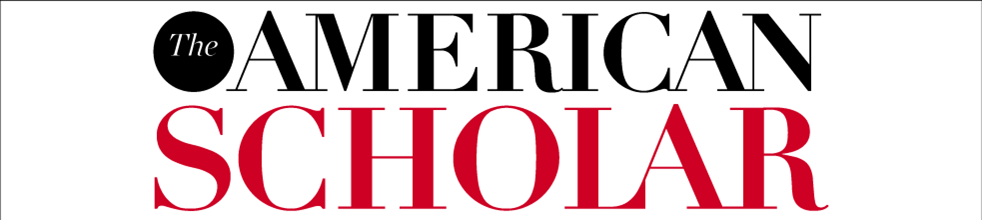 The AMERICAN
SCHOLAR